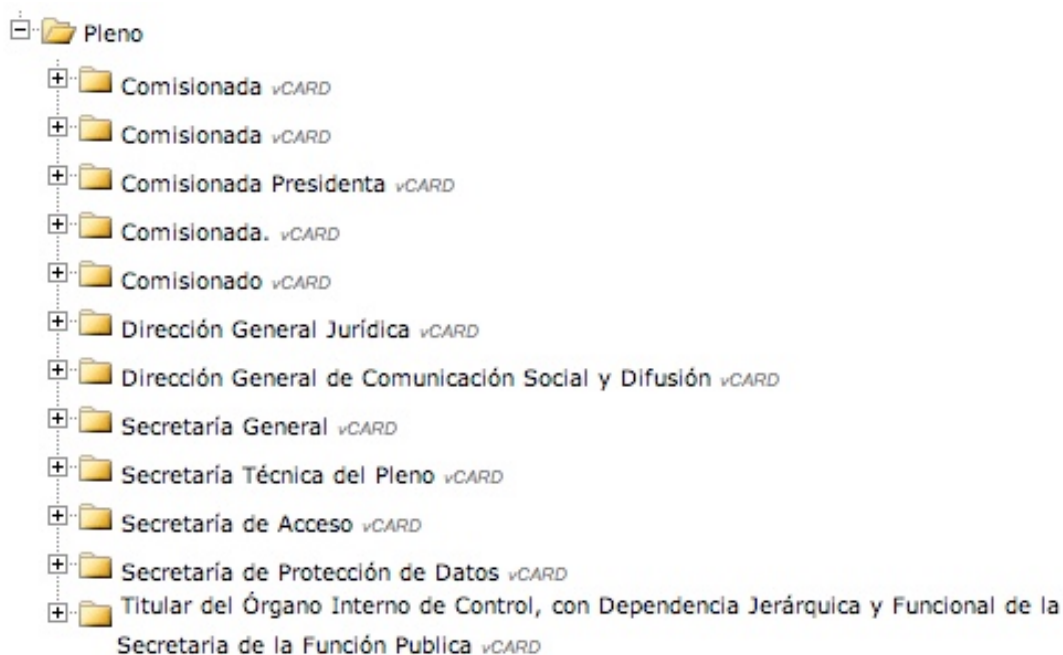 Pleno
Comisionada vCARD
Comisionada vCARD
Comisionada Presidenta vCARD
Comisionada. vCARD
Comisionado vCARD
Dirección General Jurídica vCARD
Dirección General de Comunicación Social y Difusión vCARD
Secretaría General vCARD
Secretaría Técnica del Pleno vCARD
Secretaría de Acceso vCARD
Secretaría de Protección de Datos vCARD
Titular del Órgano Interno de Control, con Dependencia Jerárquica y Funcional de la
Secretaria de la Función Publica vCARD